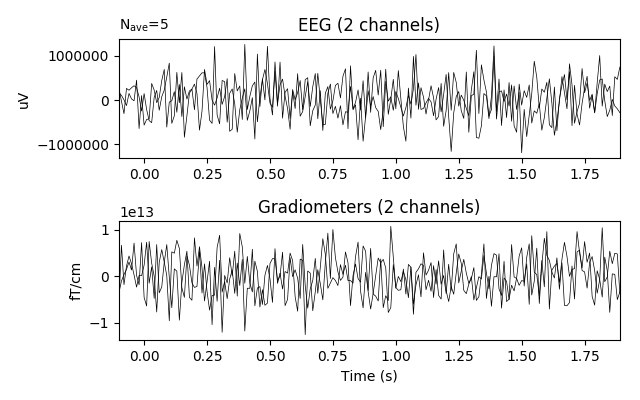 N_ave=5
EEG (2 channels)
uV
1000000
0
−1000000
0.00 0.25 0.50 0.75 1.00 1.25 1.50 1.75
1e13
Gradiometers (2 channels)
fT/cm
1
0
−1
0.00 0.25 0.50 0.75 1.00 1.25 1.50 1.75
Time (s)